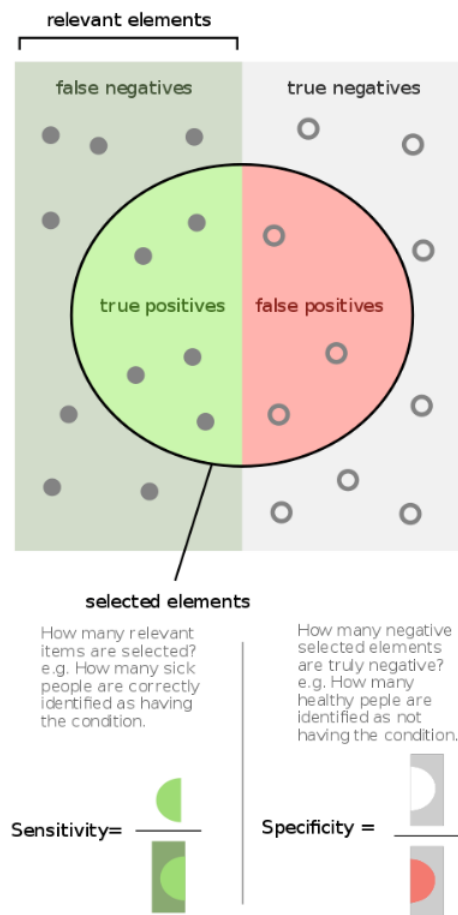 relevant elements
false negatives
true negatives
true positives
false positives
selected elements
How many relevant
items are selected?
e.g. How many sick
people are correctly
identified as having
the condition.
How many negative
selected elements
are truly negative?
e.g. How many
healthy peple are
identified as not
having the condition.
Sensitivity=
Specificity =